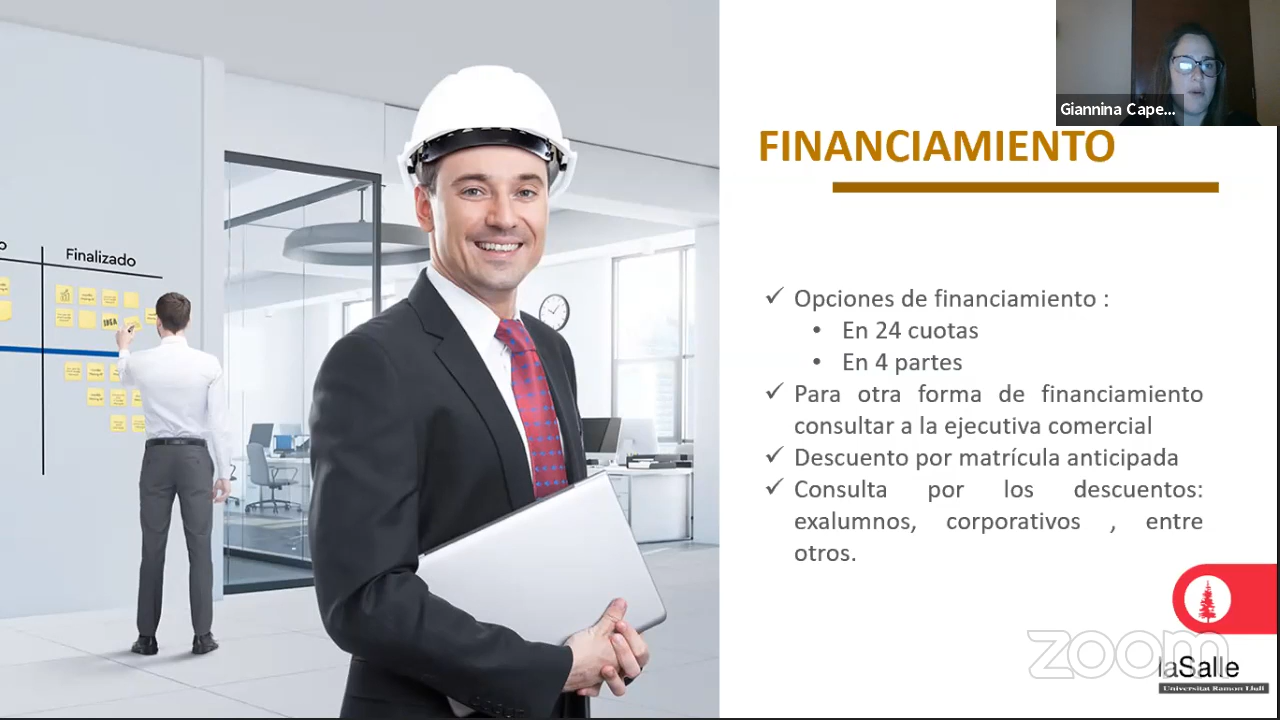 Giannina Cape...
FINANCIAMIENTO
o
Finalizado
IDEA
✓ Opciones de financiamiento :
• En 24 cuotas
• En 4 partes
✓ Para otra forma de financiamiento
consultar a la ejecutiva comercial
✓ Descuento por matrícula anticipada
✓ Consulta por los descuentos:
exalumnos, corporativos , entre
otros.
zoom
laSalle
Universitat Ramon Llull